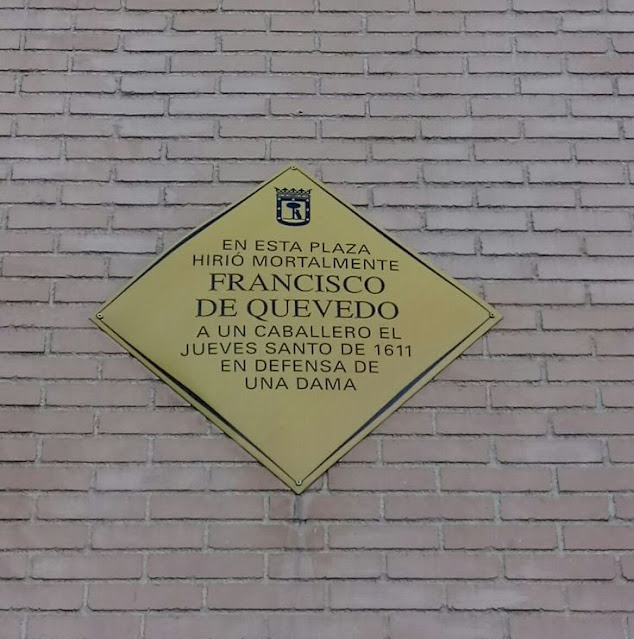 EN ESTA PLAZA
HIRIÓ MORTALMENTE
FRANCISCO
DE QUEVEDO
A UN CABALLERO EL
JUEVES SANTO DE 1611
EN DEFENSA DE
UNA DAMA